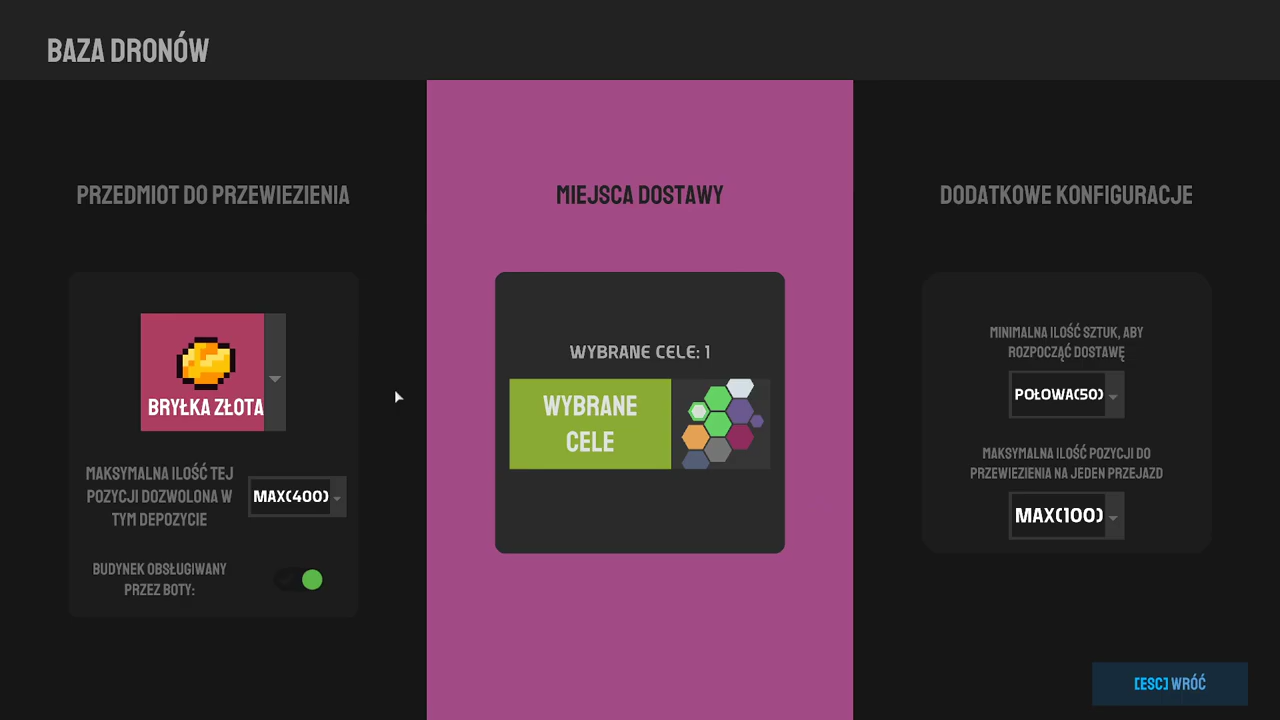 BAZA DRONÓW
PRZEDMIOT DO PRZEWIEZIENIA
BRYŁKA ZŁOTA
MAKSYMALNA ILOŚĆ TEJ
POZYCJI DOZWOLONA W
TYM DEPOZYCIE
MAX(400)
BUDYNEK OBSŁUGIWANY
PRZEZ BOTY:
MIEJSCA DOSTAWY
WYBRANE CELE: 1
WYBRANE
CELE
DODATKOWE KONFIGURACJE
MINIMALNA ILOŚĆ SZTUK, ABY
ROZPOCZĄĆ DOSTAWĘ
POŁOWA(50)
MAKSYMALNA ILOŚĆ POZYCJI DO
PRZEWIEZIENIA NA JEDEN PRZEJAZD
MAX(100)
[ESC] WRÓĆ